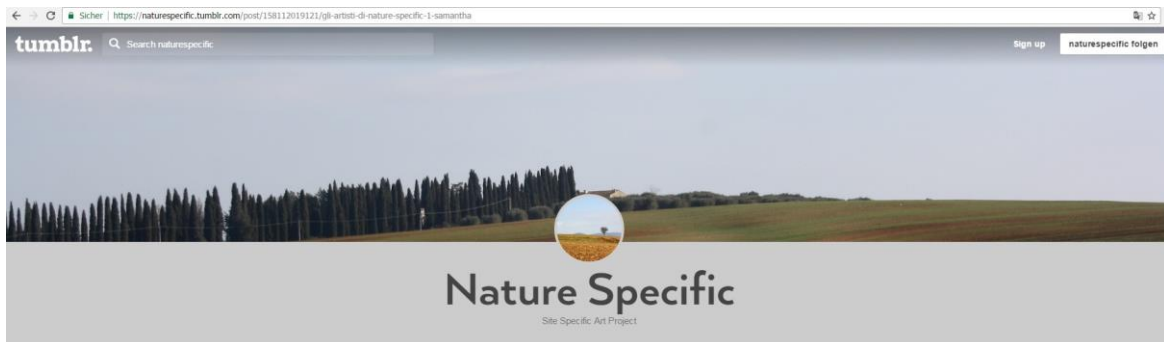 Sicher | https://naturespecific.tumblr.com/post/158112019121/gli-artisti-di-nature-specific-1-samantha
tumblr. Search naturespecific Sign up naturespecific folgen
Nature Specific
Site Specific Art Project